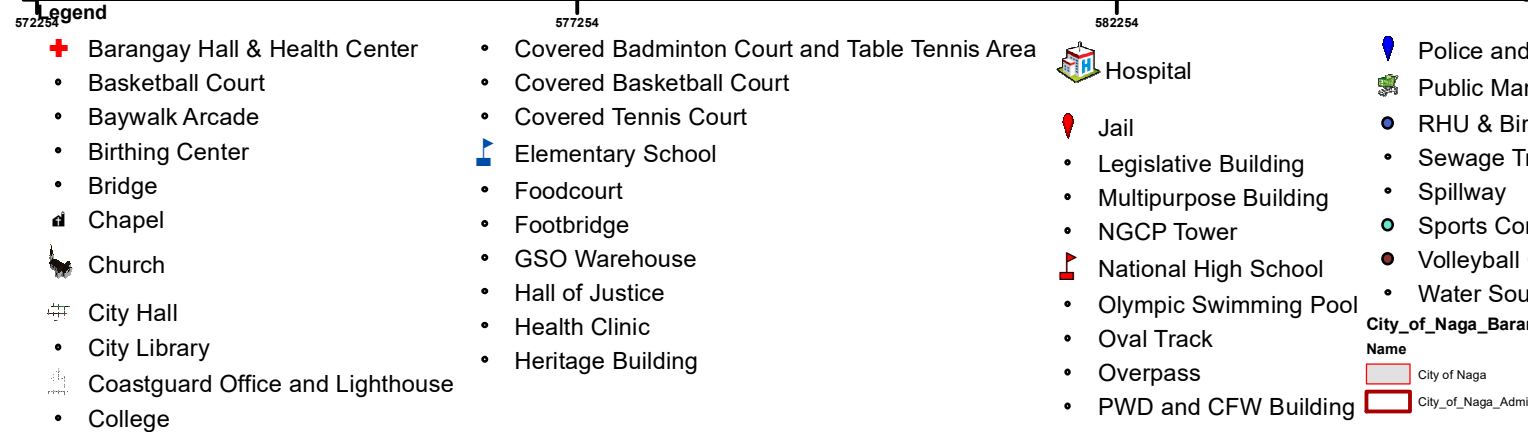 572254
577254
582254
Legend
Barangay Hall & Health Center
Basketball Court
Baywalk Arcade
Birthing Center
Bridge
Chapel
Church
City Hall
City Library
Coastguard Office and Lighthouse
College
Covered Badminton Court and Table Tennis Area
Covered Basketball Court
Covered Tennis Court
Elementary School
Foodcourt
Footbridge
GSO Warehouse
Hall of Justice
Health Clinic
Heritage Building
Hospital
Jail
Legislative Building
Multipurpose Building
NGCP Tower
National High School
Olympic Swimming Pool
Oval Track
Overpass
PWD and CFW Building
Police and
Public Mar
RHU & Bir
Sewage Tr
Spillway
Sports Cor
Volleyball
Water Sou
City_of_Naga_Baran
Name
City of Naga
City_of_Naga_Admi